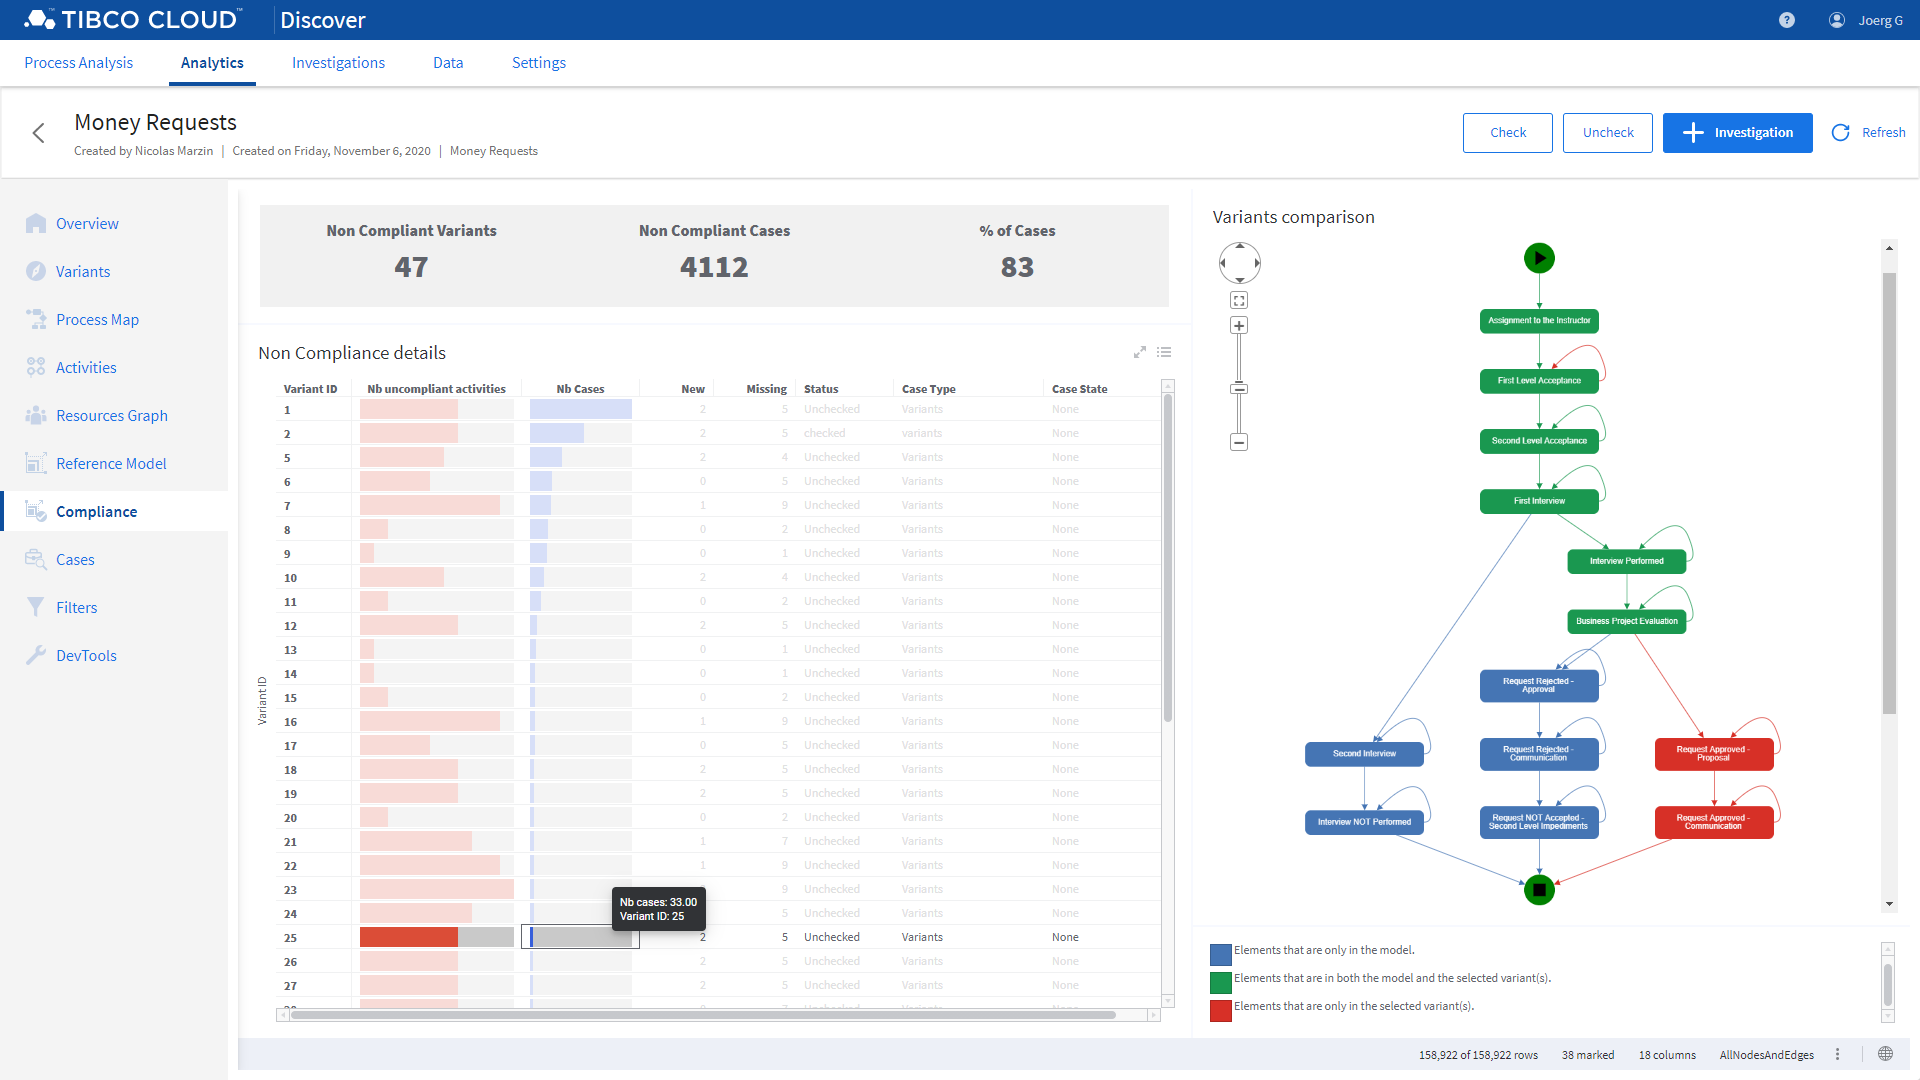 TIBCO CLOUD™ Discover
? Joerg G
Process Analysis Analytics Investigations Data Settings
Money Requests
Created by Nicolas Marzin | Created on Friday, November 6, 2020 | Money Requests
Check Uncheck + Investigation Refresh
Overview
Variants
Process Map
Activities
Resources Graph
Reference Model
Compliance
Cases
Filters
DevTools
Non Compliant Variants Non Compliant Cases % of Cases
47 4112 83
Non Compliance details
Variant ID Nb uncompliant activities Nb Cases New Missing Status Case Type Case State
1 2 5 Unchecked Variants None
2 2 5 checked variants None
5 2 4 Unchecked Variants None
6 0 5 Unchecked Variants None
7 1 9 Unchecked Variants None
8 0 2 Unchecked Variants None
9 0 1 Unchecked Variants None
10 2 4 Unchecked Variants None
11 0 2 Unchecked Variants None
12 2 5 Unchecked Variants None
13 0 1 Unchecked Variants None
14 0 1 Unchecked Variants None
15 0 2 Unchecked Variants None
16 1 9 Unchecked Variants None
17 0 5 Unchecked Variants None
18 2 5 Unchecked Variants None
19 2 5 Unchecked Variants None
20 0 2 Unchecked Variants None
21 1 7 Unchecked Variants None
22 1 9 Unchecked Variants None
23 9 Unchecked Variants None
24 5 Unchecked Variants None
25 2 5 Unchecked Variants None
26 2 5 Unchecked Variants None
27 2 5 Unchecked Variants None
Variant ID
Nb cases: 33.00
Variant ID: 25
Variants comparison
Assignment to the Instructor
First Level Acceptance
Second Level Acceptance
First Interview
Interview Performed
Business Project Evaluation
Request Rejected -
Approval
Second Interview
Request Rejected -
Communication
Request Approved -
Proposal
Interview NOT Performed
Request NOT Accepted -
Second Level Impediments
Request Approved -
Communication
Elements that are only in the model.
Elements that are in both the model and the selected variant(s).
Elements that are only in the selected variant(s).
158,922 of 158,922 rows 38 marked 18 columns AllNodesAndEdges